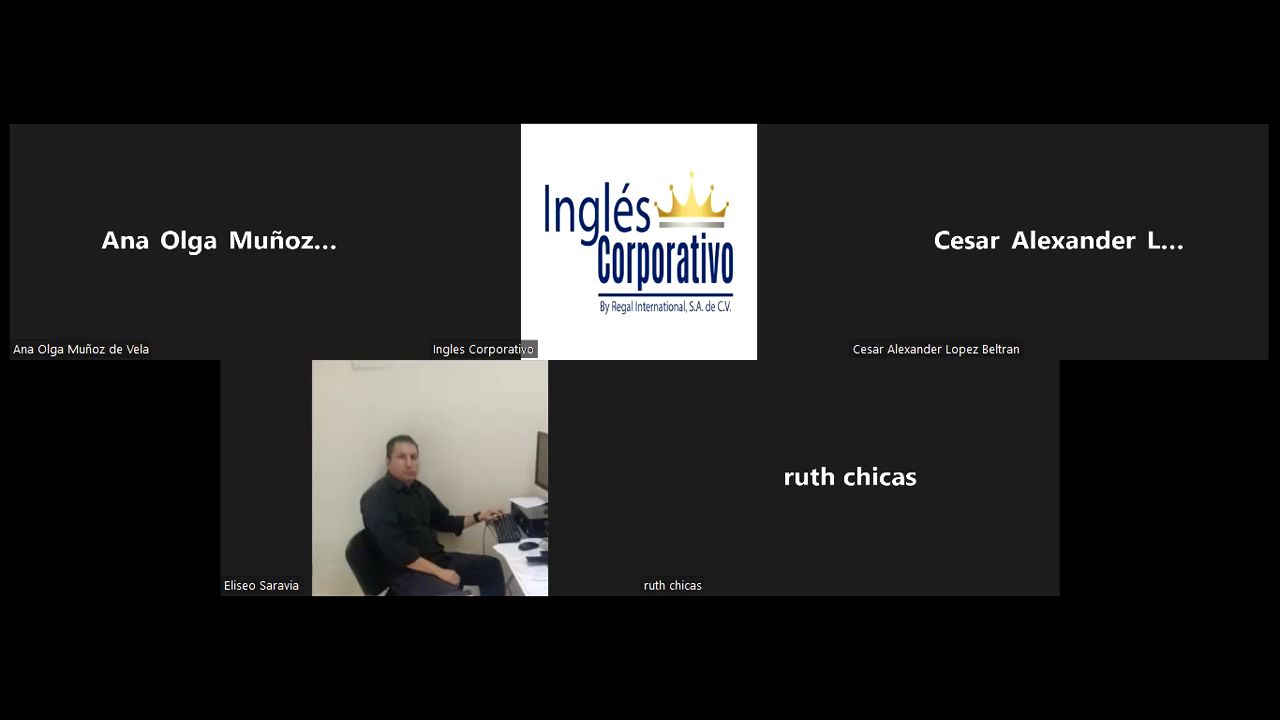 Ana Olga Muñoz...
Ana Olga Muñoz de Vela
Inglés
Corporativo
By Regal International, S.A. de C.V.
Ingles Corporativo
Cesar Alexander L...
Cesar Alexander Lopez Beltran
Eliseo Saravia
ruth chicas
ruth chicas